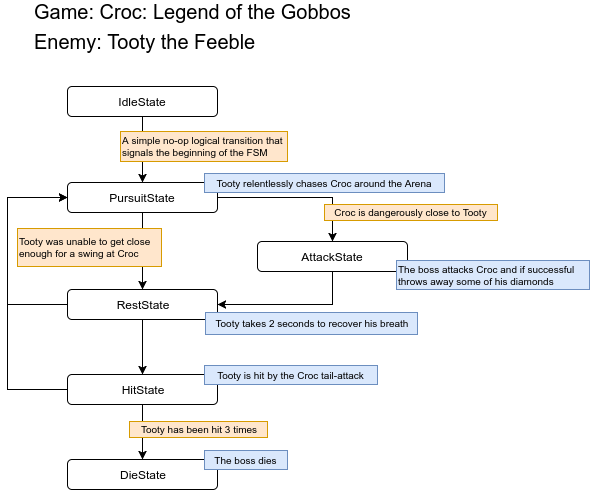 Game: Croc: Legend of the Gobbos
Enemy: Tooty the Feeble
IdleState
A simple no-op logical transition that
signals the beginning of the FSM
Tooty relentlessly chases Croc around the Arena
PursuitState
Croc is dangerously close to Tooty
Tooty was unable to get close
enough for a swing at Croc
AttackState
The boss attacks Croc and if successful
throws away some of his diamonds
RestState
Tooty takes 2 seconds to recover his breath
Tooty is hit by the Croc tail-attack
HitState
Tooty has been hit 3 times
The boss dies
DieState